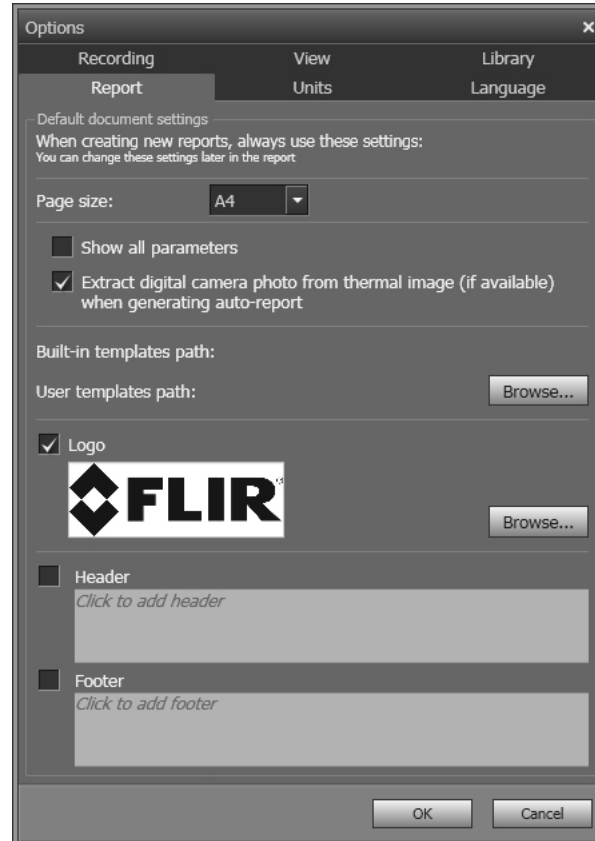 Options
Recording View Library
Report Units Language
Default document settings
When creating new reports, always use these settings:
You can change these settings later in the report
Page size: A4
Show all parameters
Extract digital camera photo from thermal image (if available)
when generating auto-report
Built-in templates path:
User templates path: Browse...
Logo
FLIR
Browse...
Header
Click to add header
Footer
Click to add footer
OK Cancel